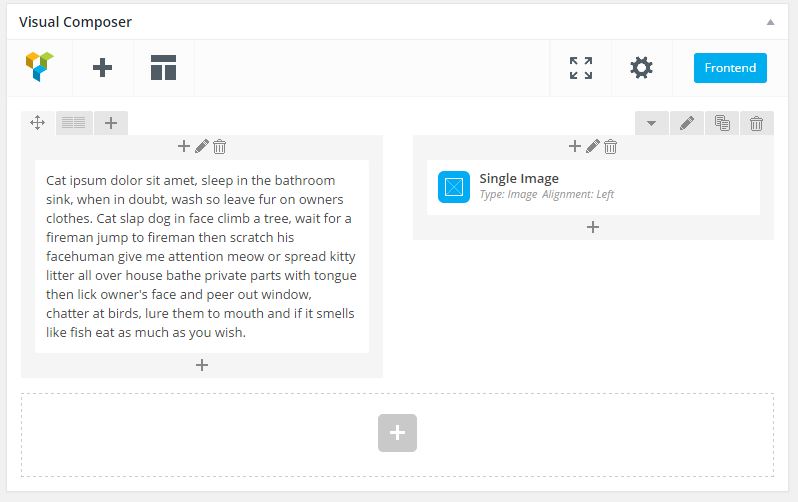 Visual Composer
Frontend
Cat ipsum dolor sit amet, sleep in the bathroom
sink, when in doubt, wash so leave fur on owners
clothes. Cat slap dog in face climb a tree, wait for a
fireman jump to fireman then scratch his
facehuman give me attention meow or spread kitty
litter all over house bathe private parts with tongue
then lick owner's face and peer out window,
chatter at birds, lure them to mouth and if it smells
like fish eat as much as you wish.
Single Image
Type: Image Alignment: Left